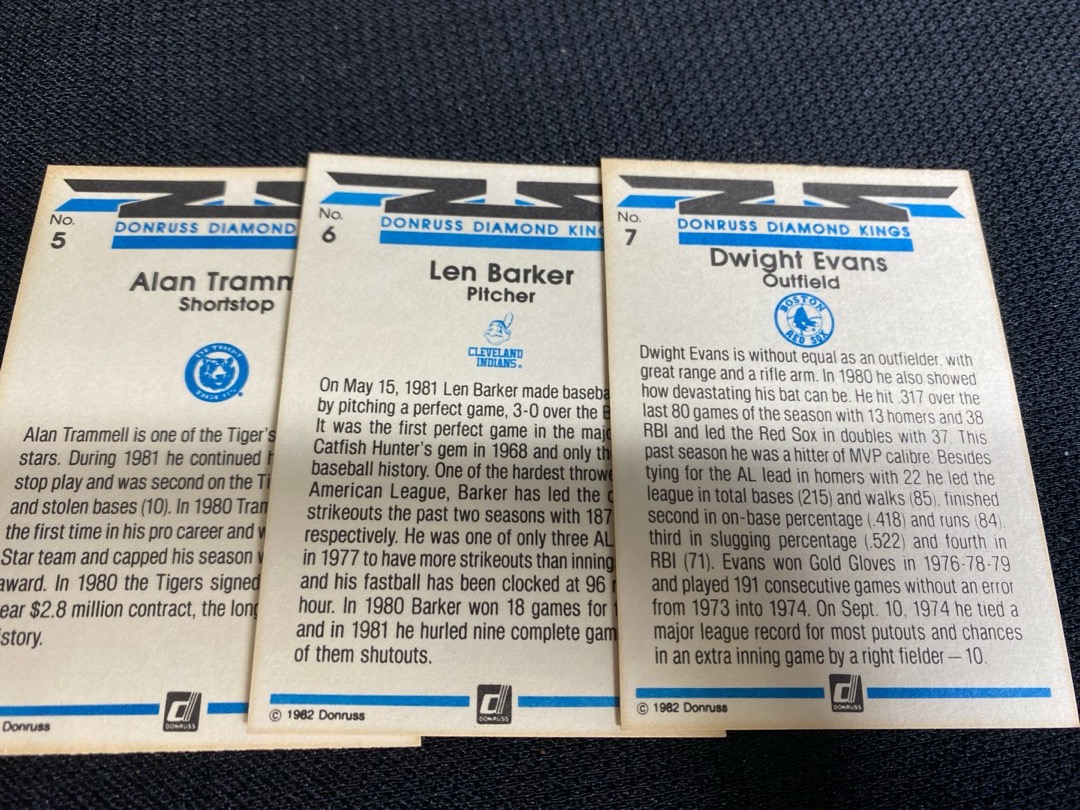 No.
5
DONRUSS DIAMOND
Alan Tramm
Shortstop
Alan Trammell is one of the Tiger's
stars. During 1981 he continued
stop play and was second on the Ti
and stolen bases (10). In 1980 Tran
the first time in his pro career and
Star team and capped his season
award. In 1980 the Tigers signed
ear $2.8 million contract, the long
istory.
Donruss
DONRUSS
No.
6
DONRUSS DIAMOND KING
Len Barker
Pitcher
CLEVELAND
INDIANS
On May 15, 1981 Len Barker made baseba
by pitching a perfect game, 3-0 over the B
It was the first perfect game in the majo
Catfish Hunter's gem in 1968 and only th
baseball history. One of the hardest throwe
American League, Barker has led the
strikeouts the past two seasons with 187
respectively. He was one of only three AL
in 1977 to have more strikeouts than inning
and his fastball has been clocked at 96
hour. In 1980 Barker won 18 games for
and in 1981 he hurled nine complete gam
of them shutouts.
© 1982 Donruss
DONRUSS
No.
7
DONRUSS DIAMOND KINGS
Dwight Evans
Outfield
BOSTON
RED SOX
Dwight Evans is without equal as an outfielder, with
great range and a rifle arm. In 1980 he also showed
how devastating his bat can be. He hit .317 over the
last 80 games of the season with 13 homers and 38
RBI and led the Red Sox in doubles with 37. This
past season he was a hitter of MVP calibre. Besides
tying for the AL lead in homers with 22 he led the
league in total bases (215) and walks (85), finished
second in on-base percentage (.418) and runs (84),
third in slugging percentage (.522) and fourth in
RBI (71). Evans won Gold Gloves in 1976-78-79
and played 191 consecutive games without an error
from 1973 into 1974. On Sept. 10, 1974 he tied a
major league record for most putouts and chances
in an extra inning game by a right fielder — 10.
© 1982 Donruss
DONRUSS